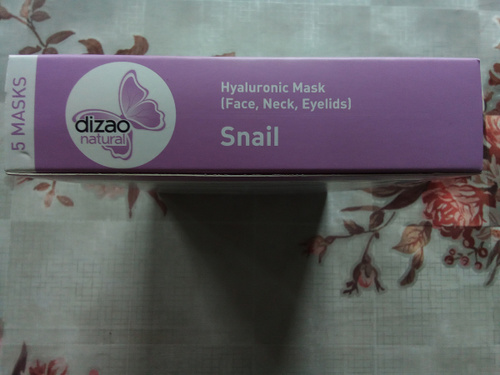 5 MASKS
dizao
natural
Hyaluronic Mask
(Face, Neck, Eyelids)
Snail